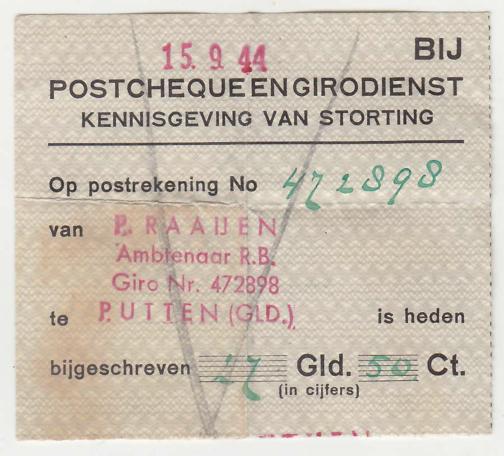 15.9.44 BIJ
POSTCHEQUE EN GIRODIENST
KENNISGEVING VAN STORTING
Op postrekening No 472898
van P. RAAIJEN
Ambtenaar R.B.
Giro Nr. 472898
te PUTTEN (GLD.) is heden
bijgeschreven 27 Gld. 50 Ct.
(in cijfers)